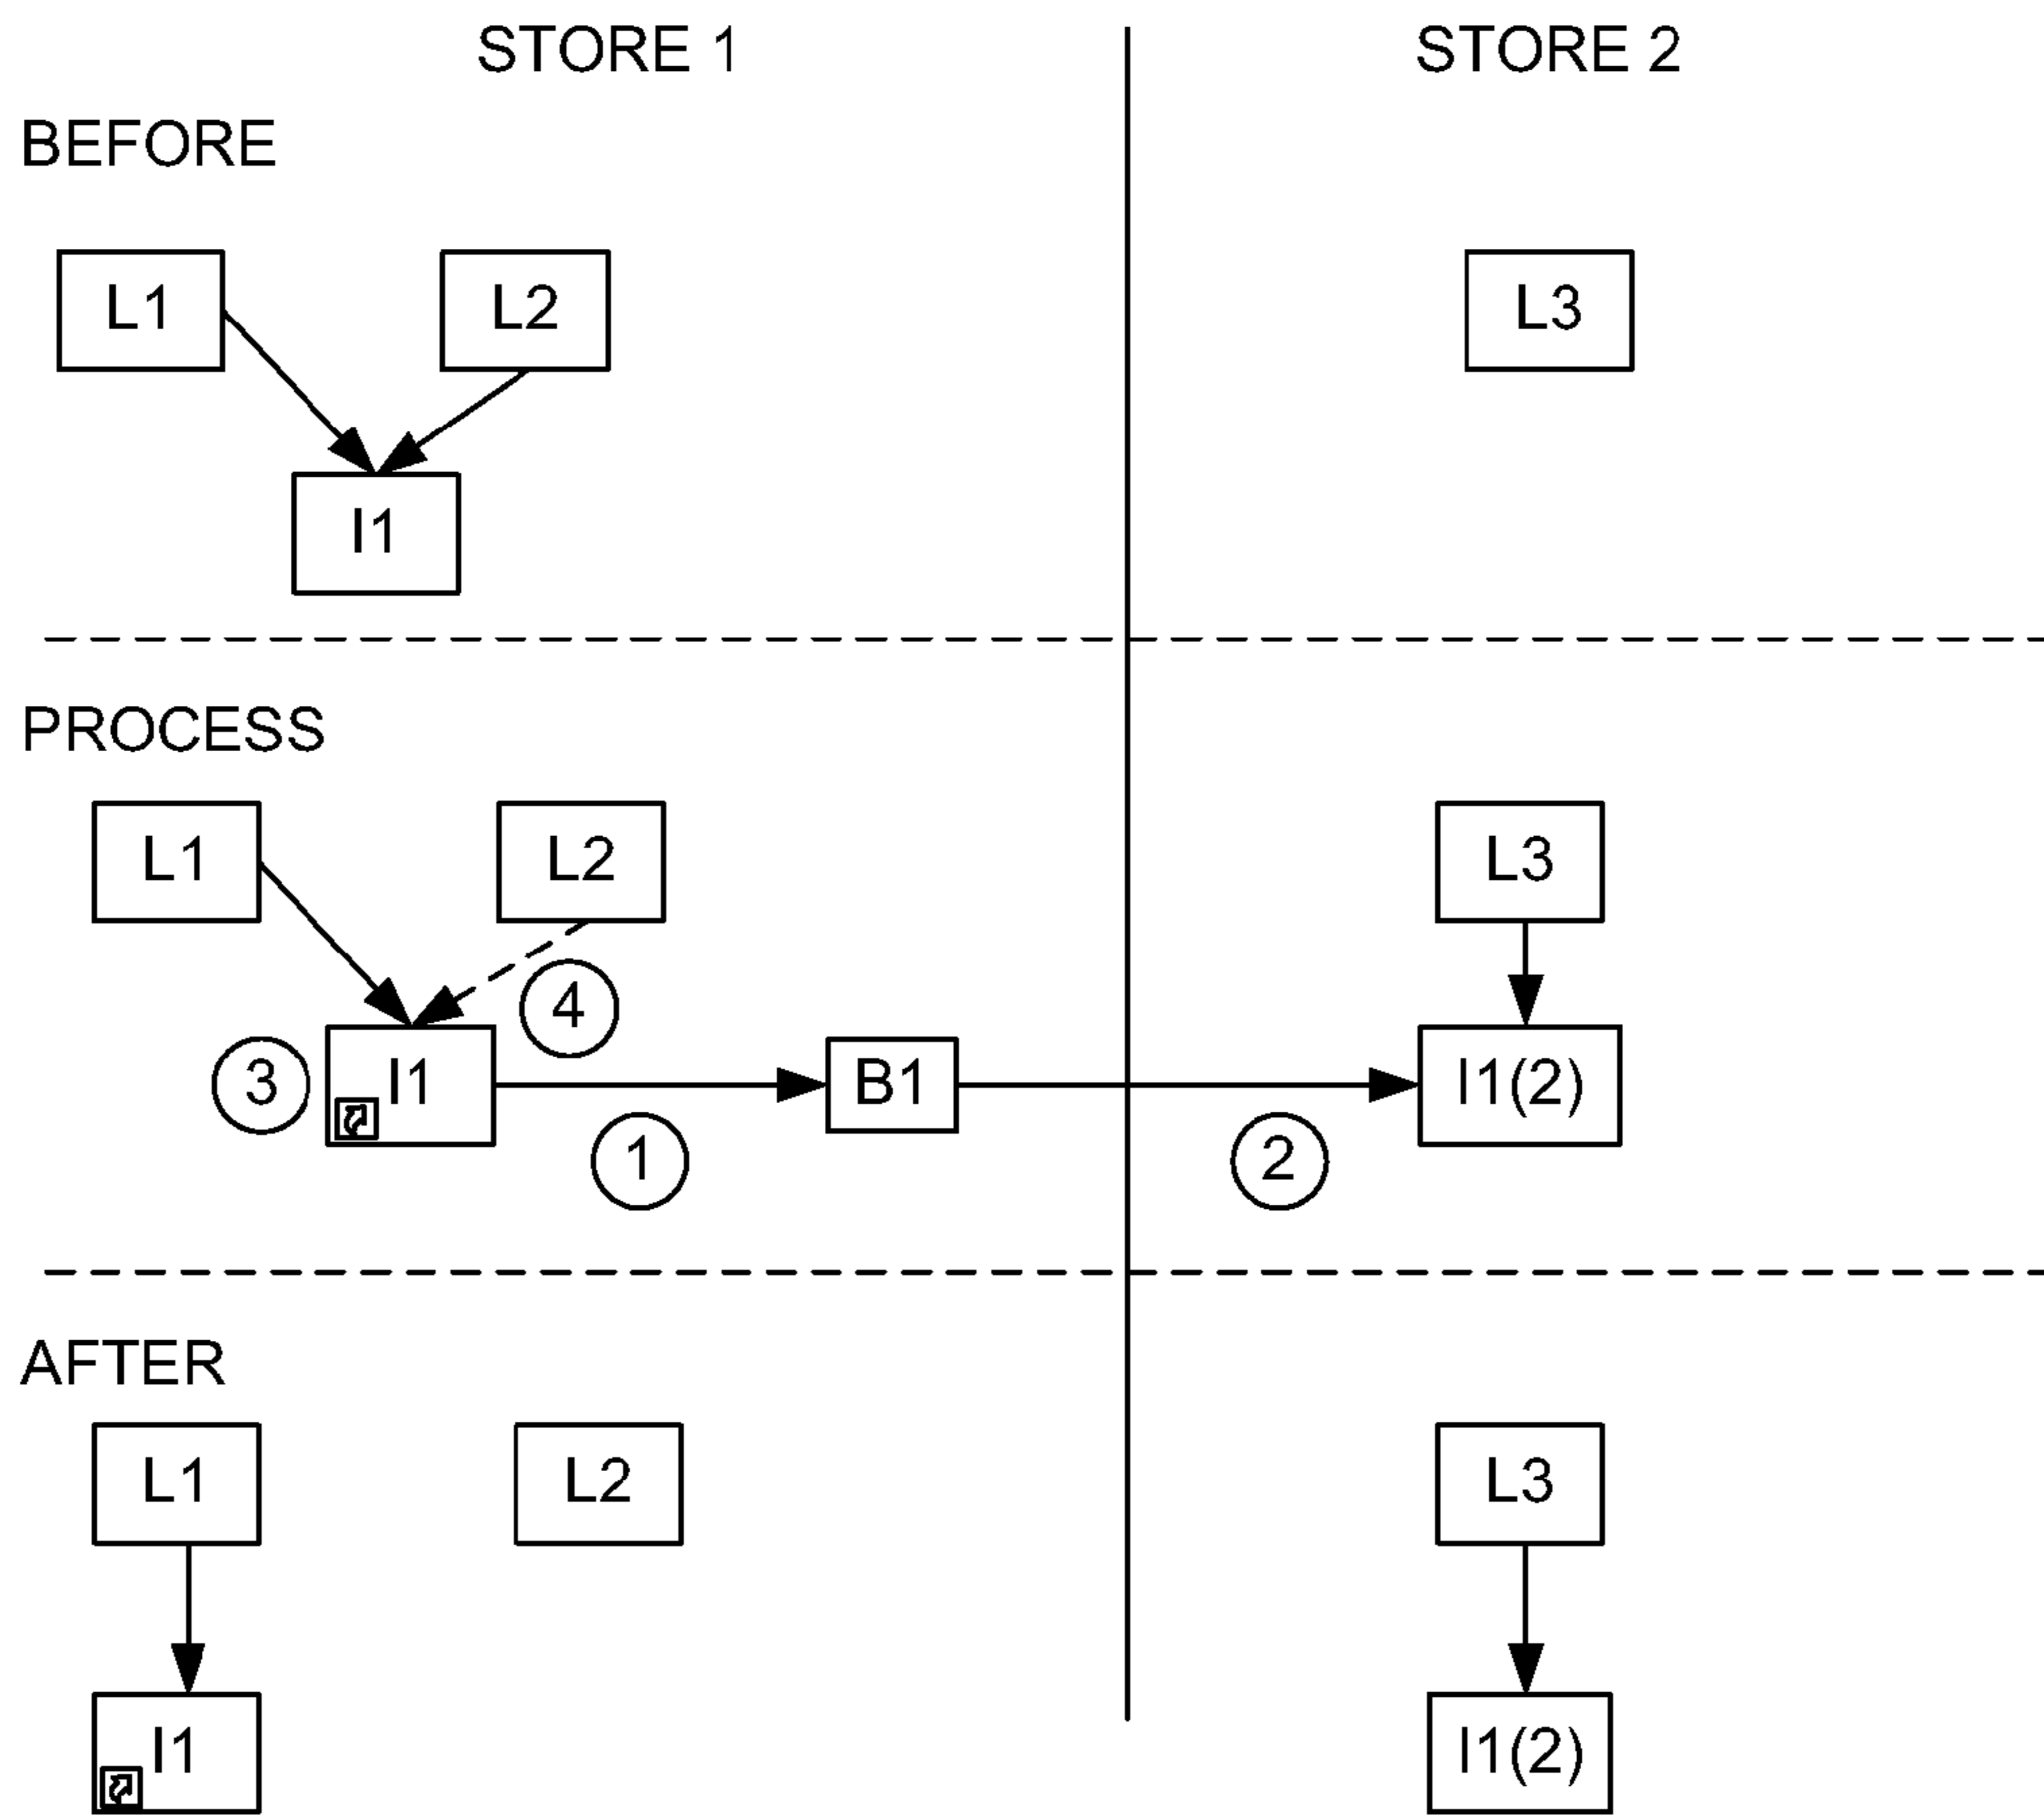 STORE 1
STORE 2
BEFORE
L1
L2
L3
I1
PROCESS
L1
L2
L3
4
3
I1
B1
I1(2)
1
2
AFTER
L1
L2
L3
I1
I1(2)